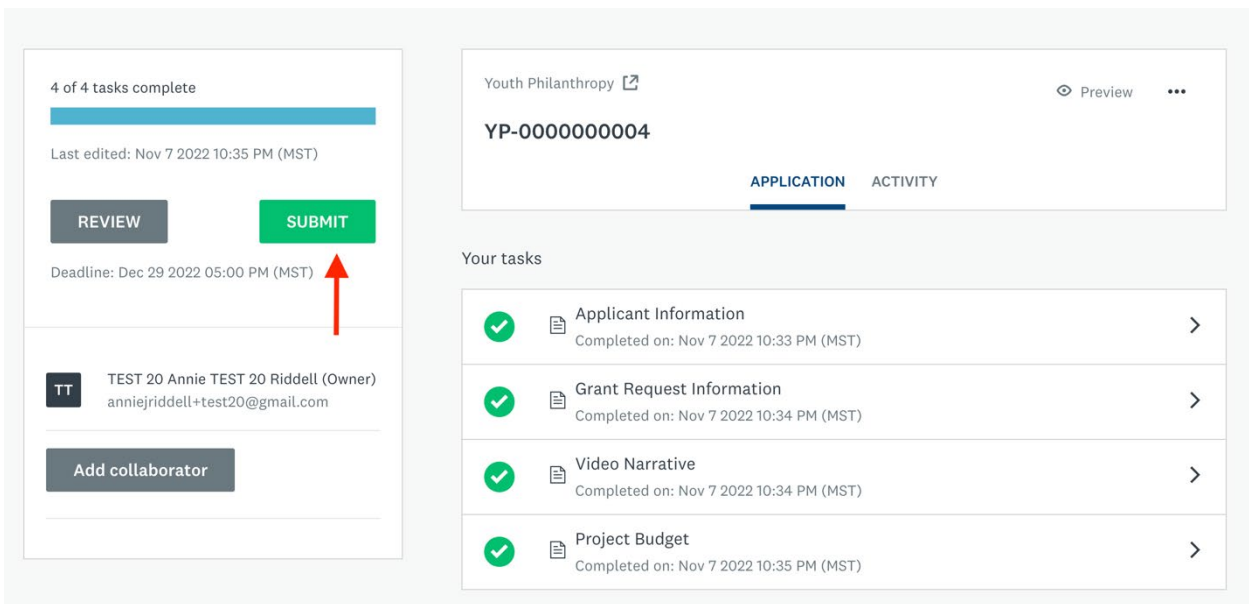 4 of 4 tasks complete
Last edited: Nov 7 2022 10:35 PM (MST)
REVIEW
SUBMIT
Deadline: Dec 29 2022 05:00 PM (MST)
TT
TEST 20 Annie TEST 20 Riddell (Owner)
anniejriddell+test20@gmail.com
Add collaborator
Youth Philanthropy
Preview
YP-0000000004
APPLICATION
ACTIVITY
Your tasks
Applicant Information
Completed on: Nov 7 2022 10:33 PM (MST)
Grant Request Information
Completed on: Nov 7 2022 10:34 PM (MST)
Video Narrative
Completed on: Nov 7 2022 10:34 PM (MST)
Project Budget
Completed on: Nov 7 2022 10:35 PM (MST)